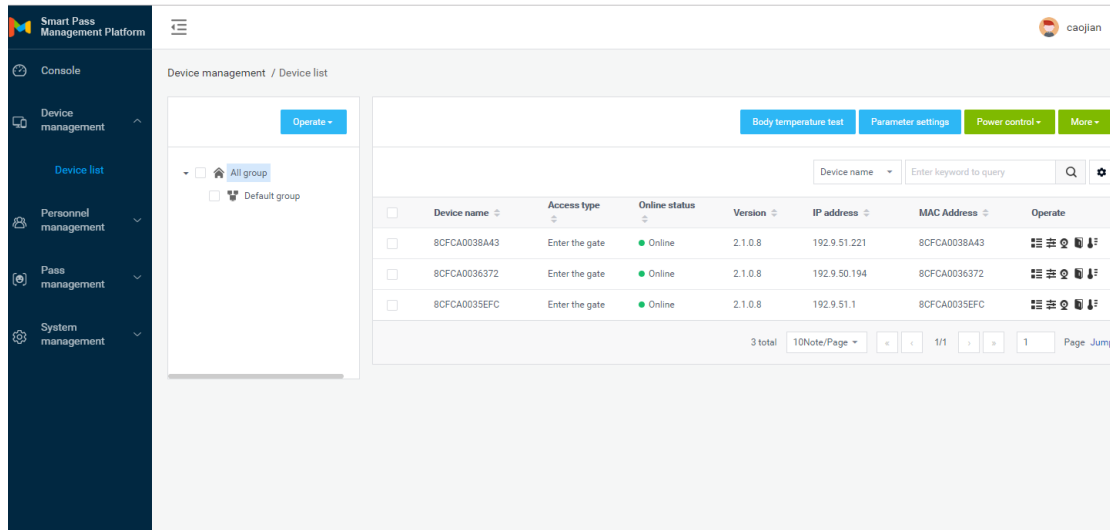 Smart Pass
Management Platform
caojian
Console
Device management / Device list
Device
management
Device list
Personnel
management
Pass
management
System
management
Operate
All group
Default group
Body temperature test Parameter settings Power control More
Device name Enter keyword to query
Device name Access type Online status Version IP address MAC Address Operate
8CFCA0038A43 Enter the gate Online 2.1.0.8 192.9.51.221 8CFCA0038A43
8CFCA0036372 Enter the gate Online 2.1.0.8 192.9.50.194 8CFCA0036372
8CFCA0035EFC Enter the gate Online 2.1.0.8 192.9.51.1 8CFCA0035EFC
3 total 10Note/Page « ‹ 1/1 › » 1 Page Jump